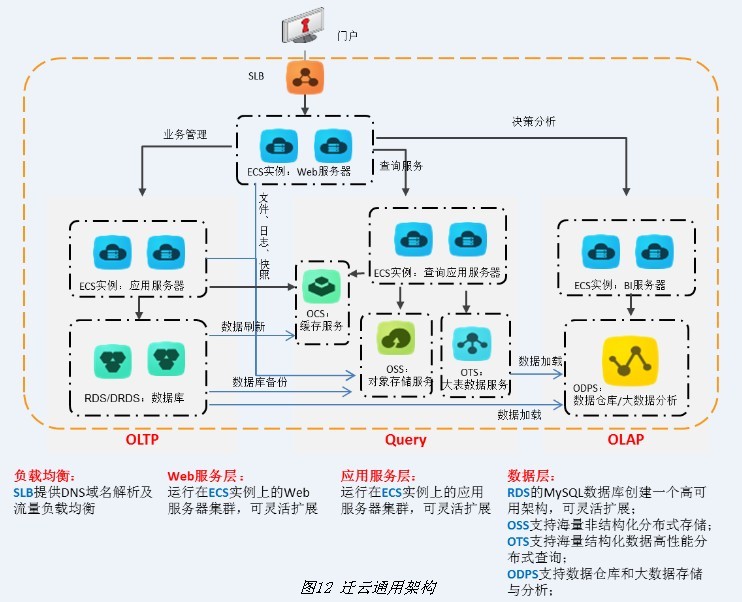 门户
SLB
业务管理
决策分析
ECS实例：Web服务器
查询服务
文件、日志、快照
ECS实例：应用服务器
ECS实例：查询应用服务器
ECS实例：BI服务器
OCS：
缓存服务
数据刷新
RDS/DRDS：数据库
数据库备份
OSS：
对象存储服务
OTS：
大表数据服务
数据加载
ODPS：
数据仓库/大数据分析
数据加载
OLTP
Query
OLAP
负载均衡：
SLB提供DNS域名解析及
流量负载均衡
Web服务层：
运行在ECS实例上的Web
服务器集群，可灵活扩展
应用服务层：
运行在ECS实例上的应用
服务器集群，可灵活扩展
数据层：
RDS的MySQL数据库创建一个高可
用架构，可灵活扩展；
OSS支持海量非结构化分布式存储；
OTS支持海量结构化数据高性能分
布式查询；
ODPS支持数据仓库和大数据存储
与分析；
图12 迁云通用架构